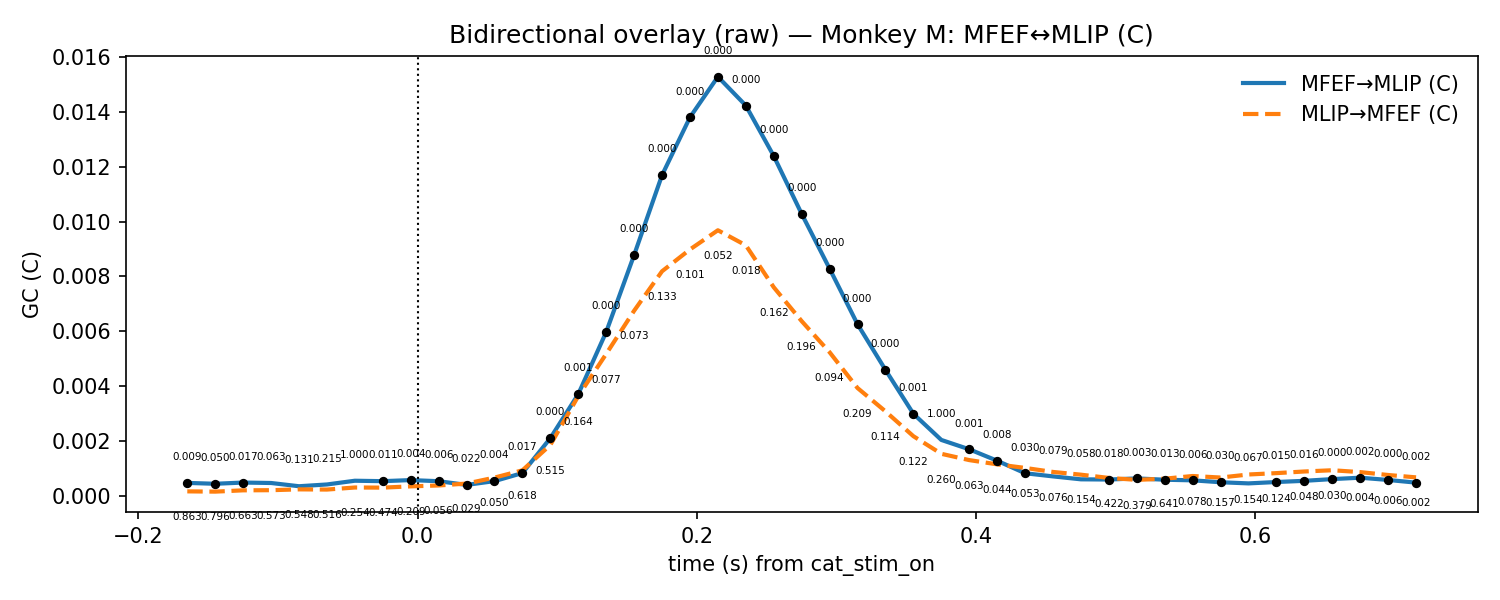 Bidirectional overlay (raw) — Monkey M: MFEF↔MLIP (C)
0.016
0.014
0.012
0.010
0.008
0.006
0.004
0.002
0.000
GC (C)
MFEF→MLIP (C)
MLIP→MFEF (C)
0.009 0.050 0.017 0.063 0.131 0.215 1.000 0.011 0.004 0.006 0.022 0.004 0.017 0.000 0.001 0.000 0.000 0.000 0.000 0.000 0.000 0.000 0.000 0.000 0.000 0.000 0.001 1.000 0.001 0.008 0.030 0.079 0.058 0.018 0.003 0.013 0.006 0.030 0.067 0.015 0.016 0.000 0.002 0.000 0.002
0.863 0.796 0.663 0.573 0.548 0.516 0.254 0.474 0.056 0.029 0.050 0.618 0.515 0.164 0.077 0.073 0.133 0.101 0.052 0.018 0.162 0.196 0.094 0.209 0.114 0.122 0.260 0.063 0.044 0.053 0.076 0.154 0.422 0.379 0.641 0.078 0.157 0.154 0.124 0.048 0.030 0.004 0.006 0.002
−0.2
0.0
0.2
0.4
0.6
time (s) from cat_stim_on